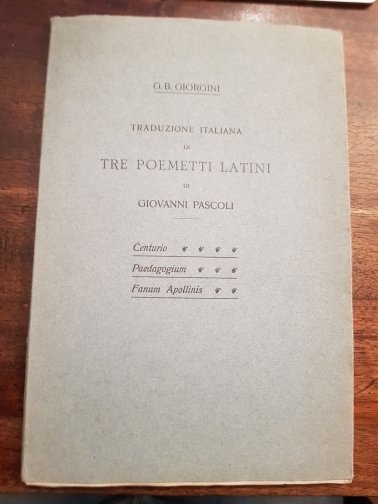 G. B. GIORGINI
TRADUZIONE ITALIANA
DI
TRE POEMETTI LATINI
DI
GIOVANNI PASCOLI
Centurio
Paedagogium
Fanum Apollinis